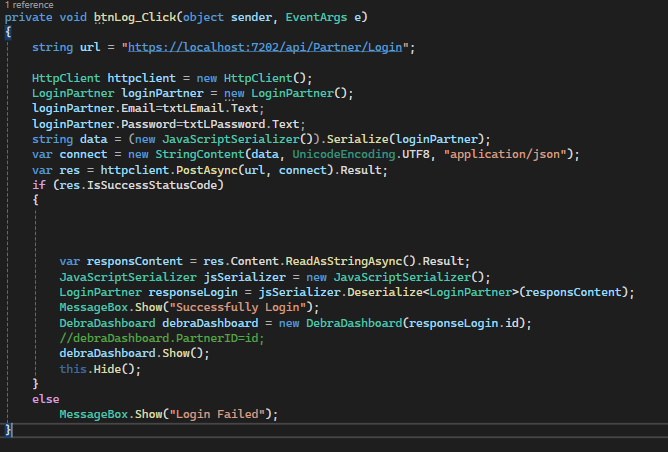 1 reference
private void btnLog_Click(object sender, EventArgs e)
{
string url = "https://localhost:7202/api/Partner/Login";
HttpClient httpclient = new HttpClient();
LoginPartner loginPartner = new LoginPartner();
loginPartner.Email=txtLEmail.Text;
loginPartner.Password=txtLPassword.Text;
string data = (new JavaScriptSerializer()).Serialize(loginPartner);
var connect = new StringContent(data, UnicodeEncoding.UTF8, "application/json");
var res = httpclient.PostAsync(url, connect).Result;
if (res.IsSuccessStatusCode)
{
var responsContent = res.Content.ReadAsStringAsync().Result;
JavaScriptSerializer jsSerializer = new JavaScriptSerializer();
LoginPartner responseLogin = jsSerializer.Deserialize<LoginPartner>(responsContent);
MessageBox.Show("Successfully Login");
DebraDashboard debraDashboard = new DebraDashboard(responseLogin.id);
//debraDashboard.PartnerID=id;
debraDashboard.Show();
this.Hide();
}
else
MessageBox.Show("Login Failed");
}